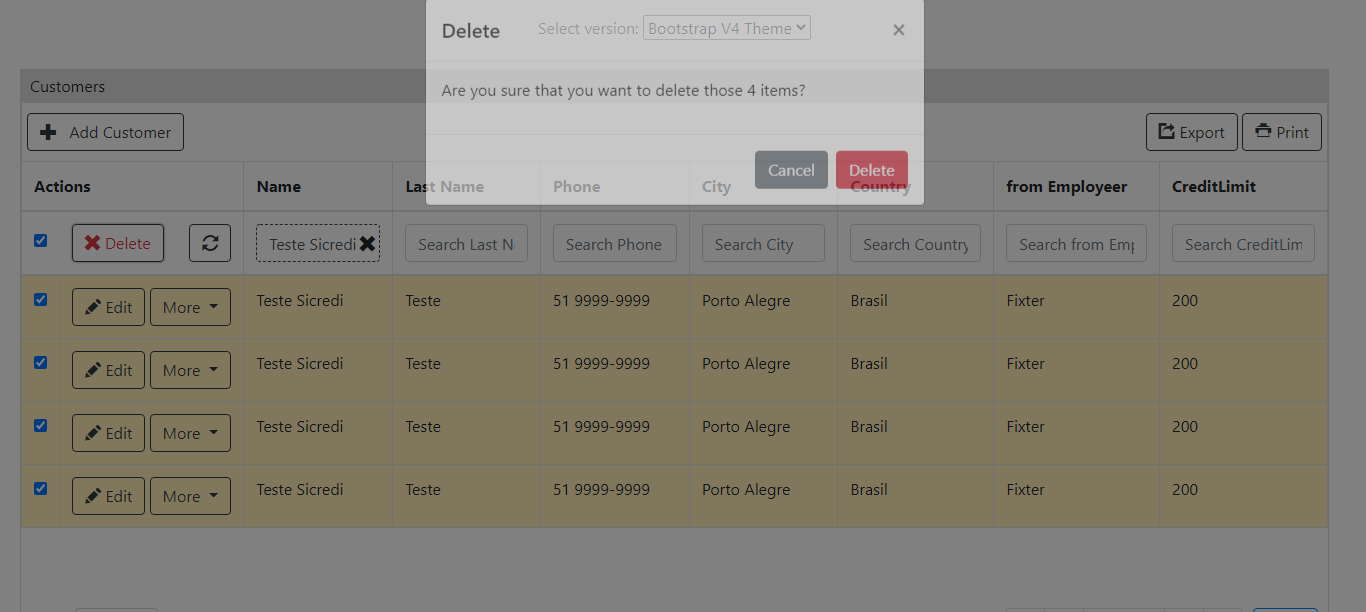 Delete
Select version: Bootstrap V4 Theme
×
Are you sure that you want to delete those 4 items?
Cancel Delete
Customers
Add Customer Export Print
Actions Name Last Name Phone City Country from Employeer CreditLimit
Delete Teste Sicredi Search Last N Search Phone Search City Search Country Search from Emp Search CreditLim
Edit More Teste Sicredi Teste 51 9999-9999 Porto Alegre Brasil Fixter 200
Edit More Teste Sicredi Teste 51 9999-9999 Porto Alegre Brasil Fixter 200
Edit More Teste Sicredi Teste 51 9999-9999 Porto Alegre Brasil Fixter 200
Edit More Teste Sicredi Teste 51 9999-9999 Porto Alegre Brasil Fixter 200